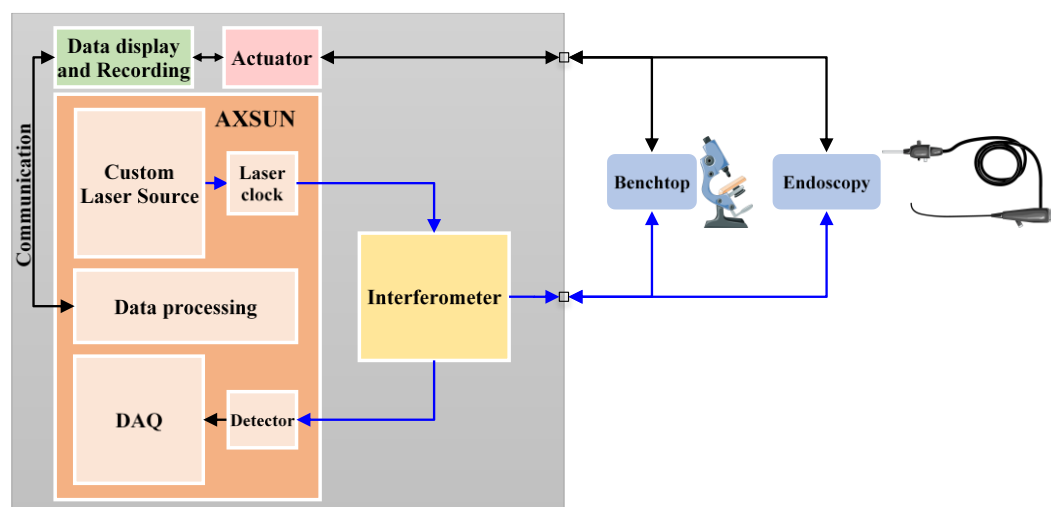 Data display
and Recording
Actuator
Communication
AXSUN
Custom
Laser Source
Laser
clock
Benchtop
Endoscopy
Interferometer
Data processing
DAQ
Detector